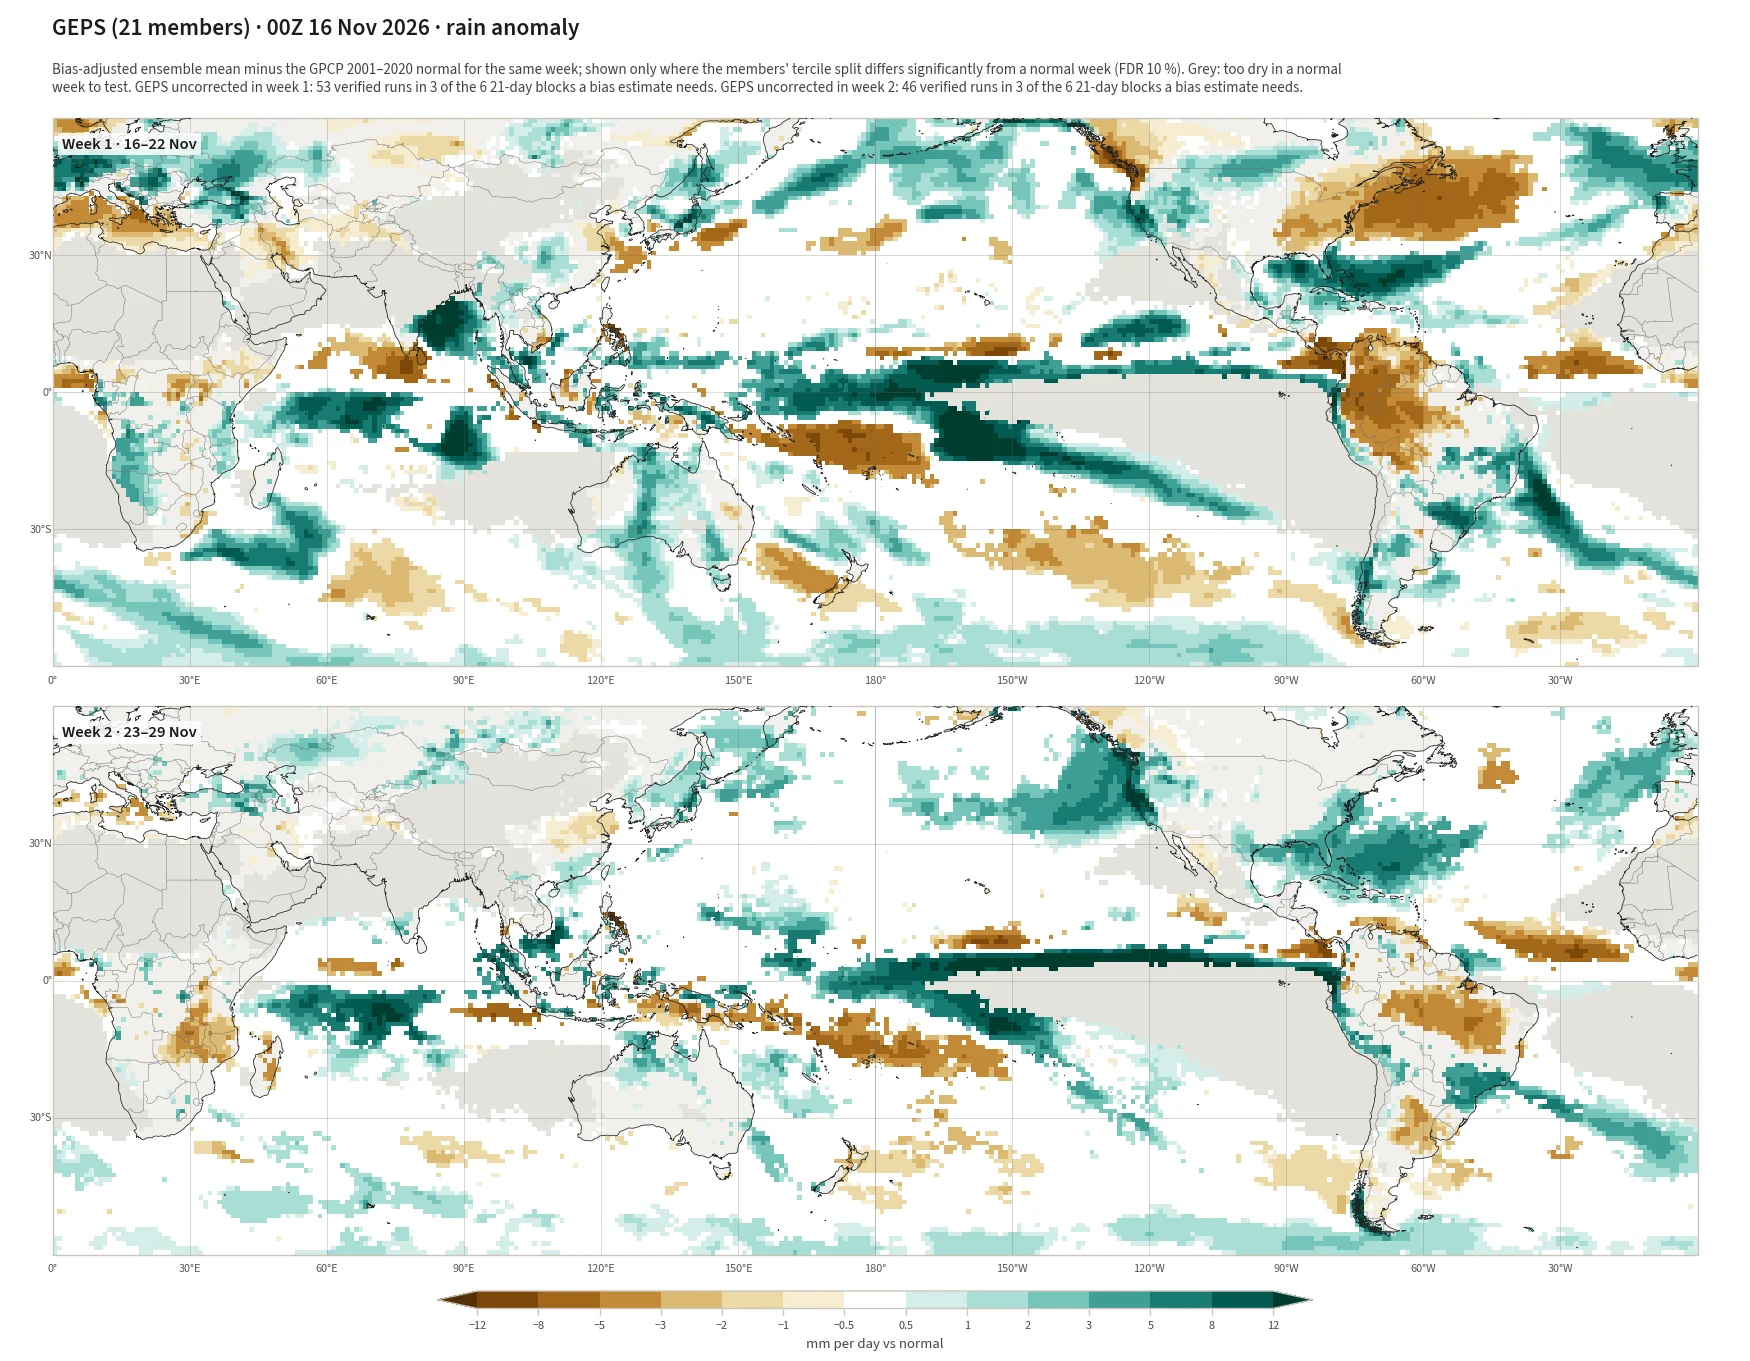 GEPS (21 members) · 00Z 16 Nov 2026 · rain anomaly
Bias-adjusted ensemble mean minus the GPCP 2001–2020 normal for the same week; shown only where the members' tercile split differs significantly from a normal week (FDR 10 %). Grey: too dry in a normal
week to test. GEPS uncorrected in week 1: 53 verified runs in 3 of the 6 21-day blocks a bias estimate needs. GEPS uncorrected in week 2: 46 verified runs in 3 of the 6 21-day blocks a bias estimate needs.
Week 1 · 16–22 Nov
30°N
0°
30°S
0° 30°E 60°E 90°E 120°E 150°E 180° 150°W 120°W 90°W 60°W 30°W
Week 2 · 23–29 Nov
30°N
0°
30°S
0° 30°E 60°E 90°E 120°E 150°E 180° 150°W 120°W 90°W 60°W 30°W
−12 −8 −5 −3 −2 −1 −0.5 0.5 1 2 3 5 8 12
mm per day vs normal